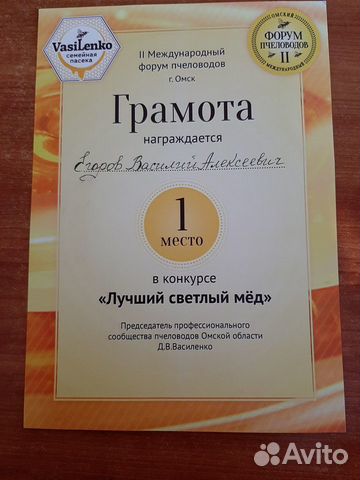 VasiLenko
семейная
пасека
II Международный
форум пчеловодов
г. Омск
ОМСКИЙ
ФОРУМ
ПЧЕЛОВОДОВ
II
МЕЖДУНАРОДНЫЙ
Грамота
награждается
Егоров Василий Алексеевич
1
место
в конкурсе
«Лучший светлый мёд»
Председатель профессионального
сообщества пчеловодов Омской области
Д.В.Василенко
Avito